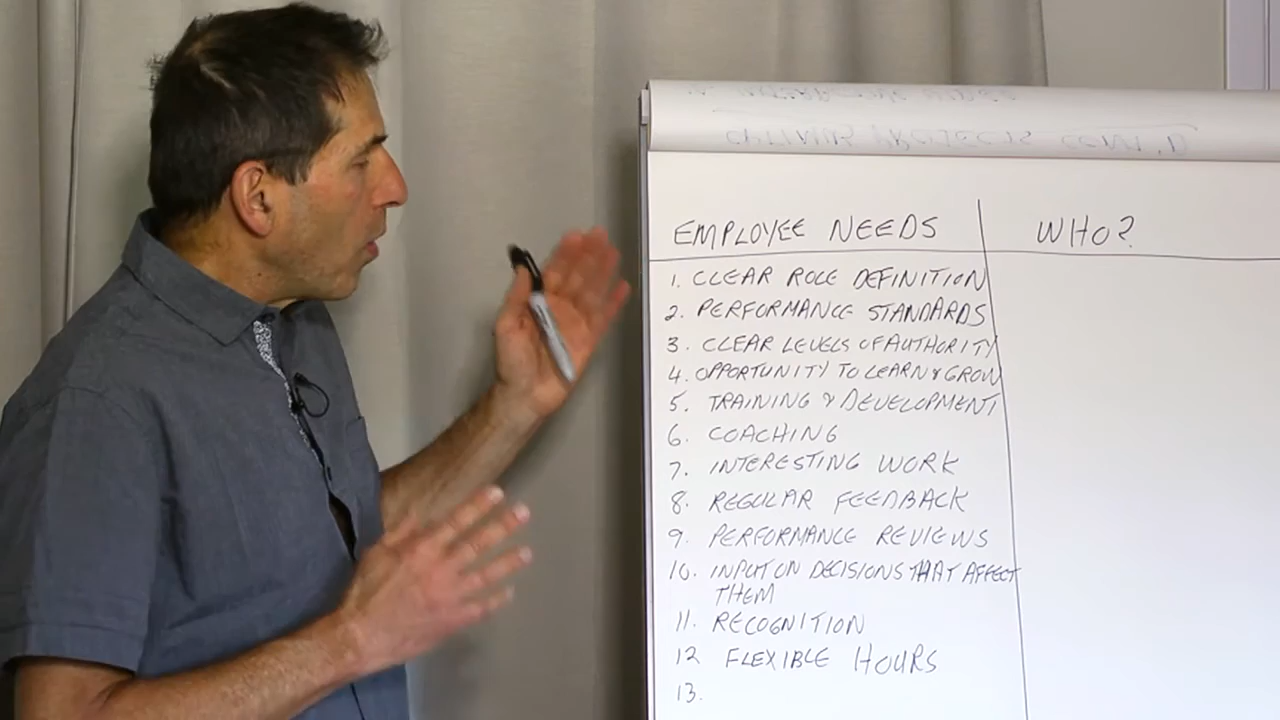 EMPLOYEE NEEDS WHO?
1. CLEAR ROLE DEFINITION
2. PERFORMANCE STANDARDS
3. CLEAR LEVELS OF AUTHORITY
4. OPPORTUNITY TO LEARN & GROW
5. TRAINING & DEVELOPMENT
6. COACHING
7. INTERESTING WORK
8. REGULAR FEEDBACK
9. PERFORMANCE REVIEWS
10. INPUT ON DECISIONS THAT AFFECT
THEM
11. RECOGNITION
12 FLEXIBLE HOURS
13.